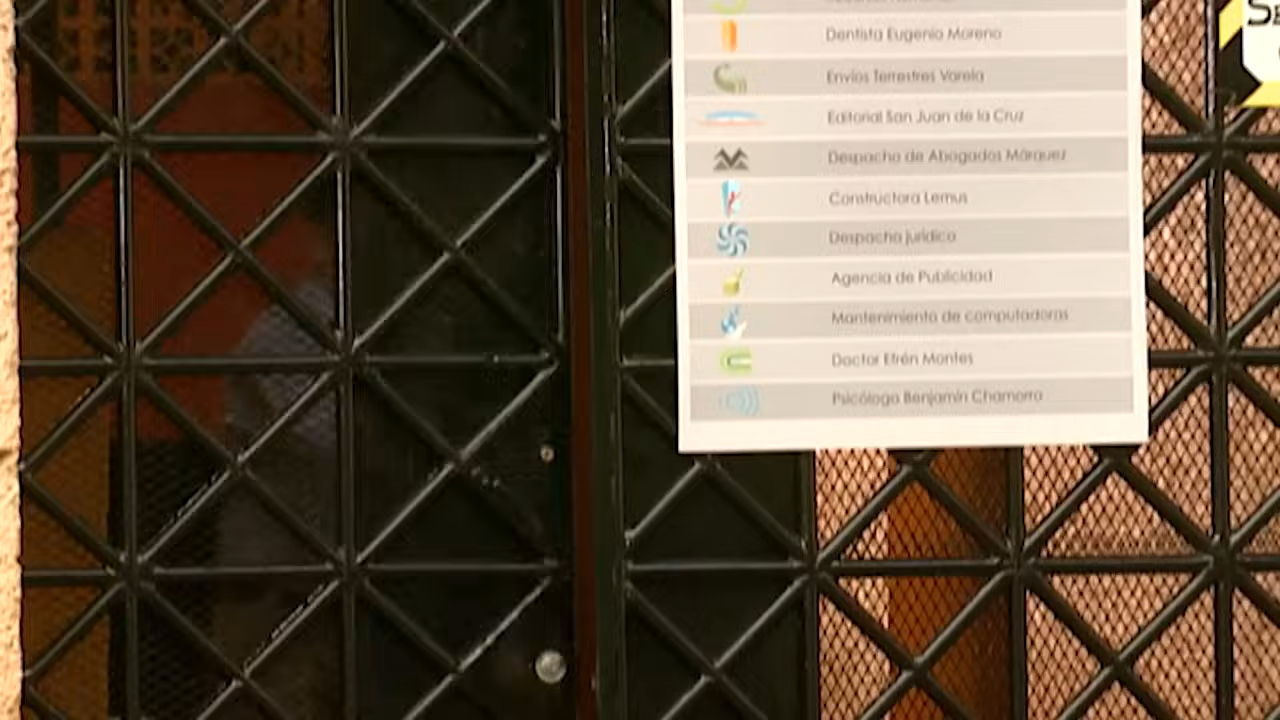 Dentista Eugenio Moreno
Envíos Terrestres Varela
Editorial San Juan de la Cruz
Despacho de Abogados Márquez
Constructora Lemus
Despacho jurídico
Agencia de Publicidad
Mantenimiento de computadoras
Doctor Efrén Montes
Psicólogo Benjamín Chamorro